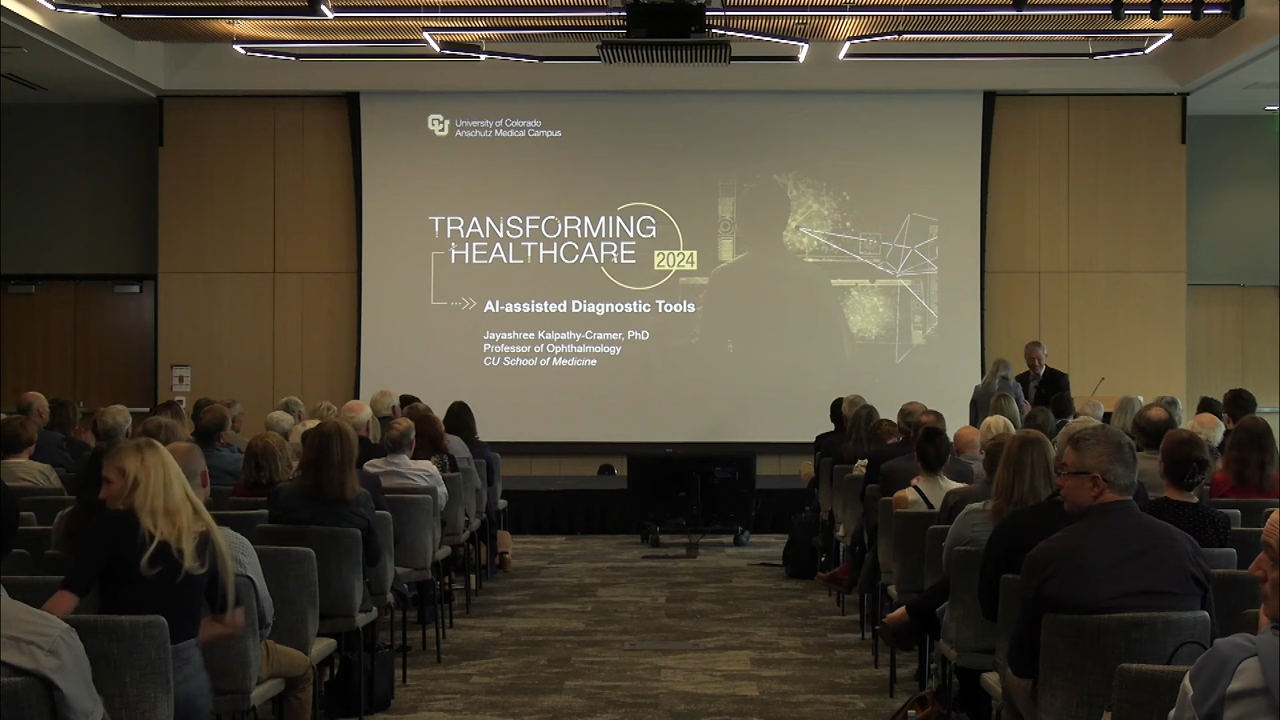 CU
University of Colorado
Anschutz Medical Campus
TRANSFORMING
HEALTHCARE
2024
AI-assisted Diagnostic Tools
Jayashree Kalpathy-Cramer, PhD
Professor of Ophthalmology
CU School of Medicine